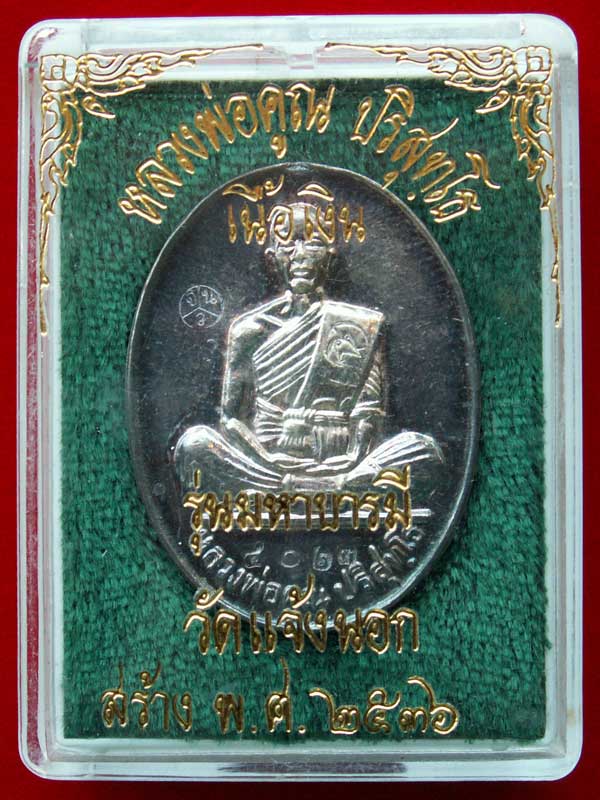 หลวงพ่อคูณ ปริสุทฺโธ
เนื้อเงิน
รุ่นมหาบารมี
๔๐๒๓
หลวงพ่อคูณ ปริสุทฺโธ
วัดแจ้งนอก
สร้าง พ.ศ. ๒๕๓๖